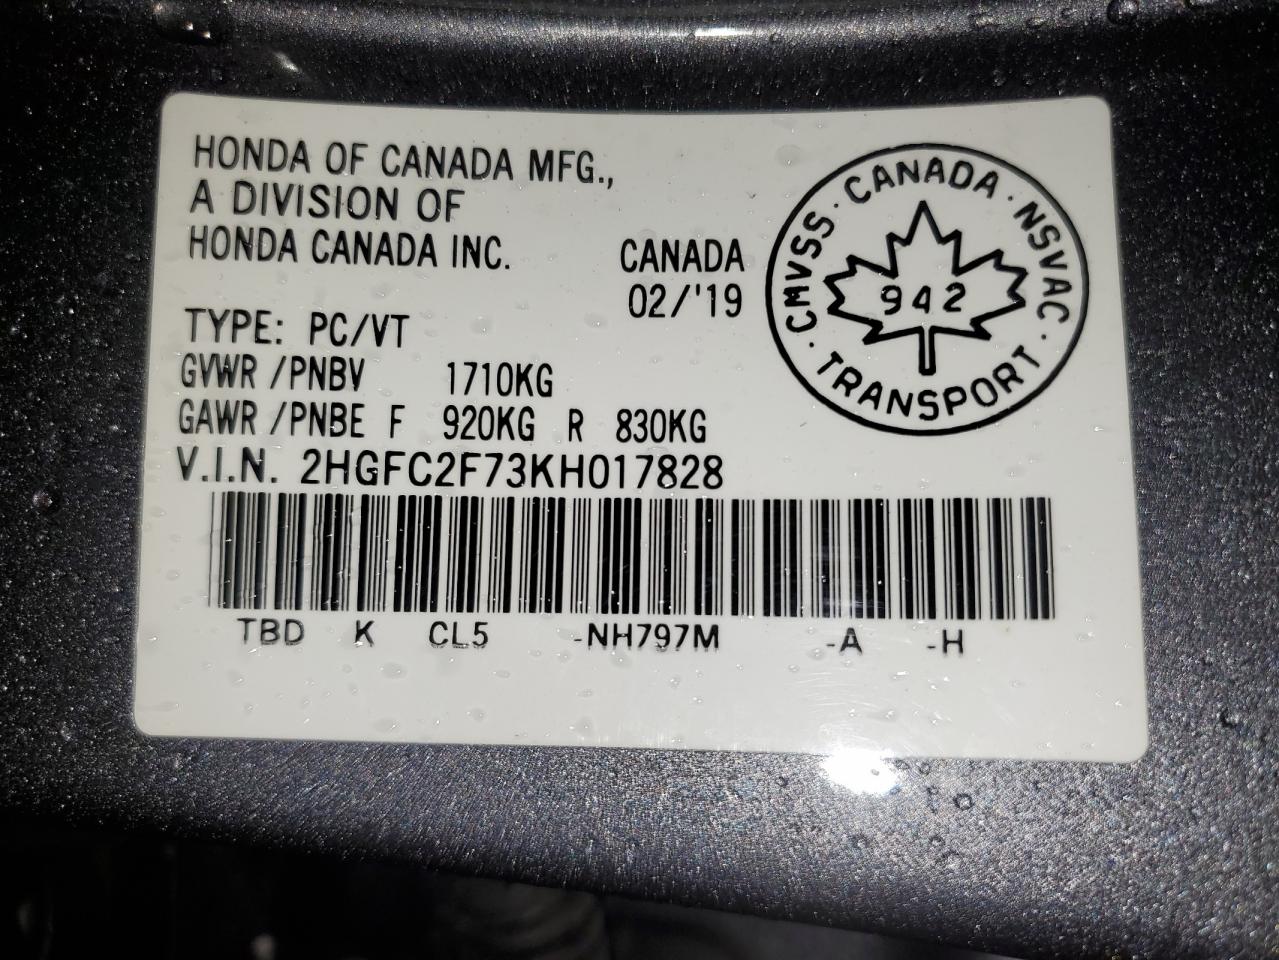 HONDA OF CANADA MFG.,
A DIVISION OF
HONDA CANADA INC.
CANADA
02/'19
CMVSS · CANADA · NSVAC · TRANSPORT ·
942
TYPE: PC/VT
GVWR /PNBV 1710KG
GAWR /PNBE F 920KG R 830KG
V.I.N. 2HGFC2F73KH017828
TBD K CL5 -NH797M -A -H